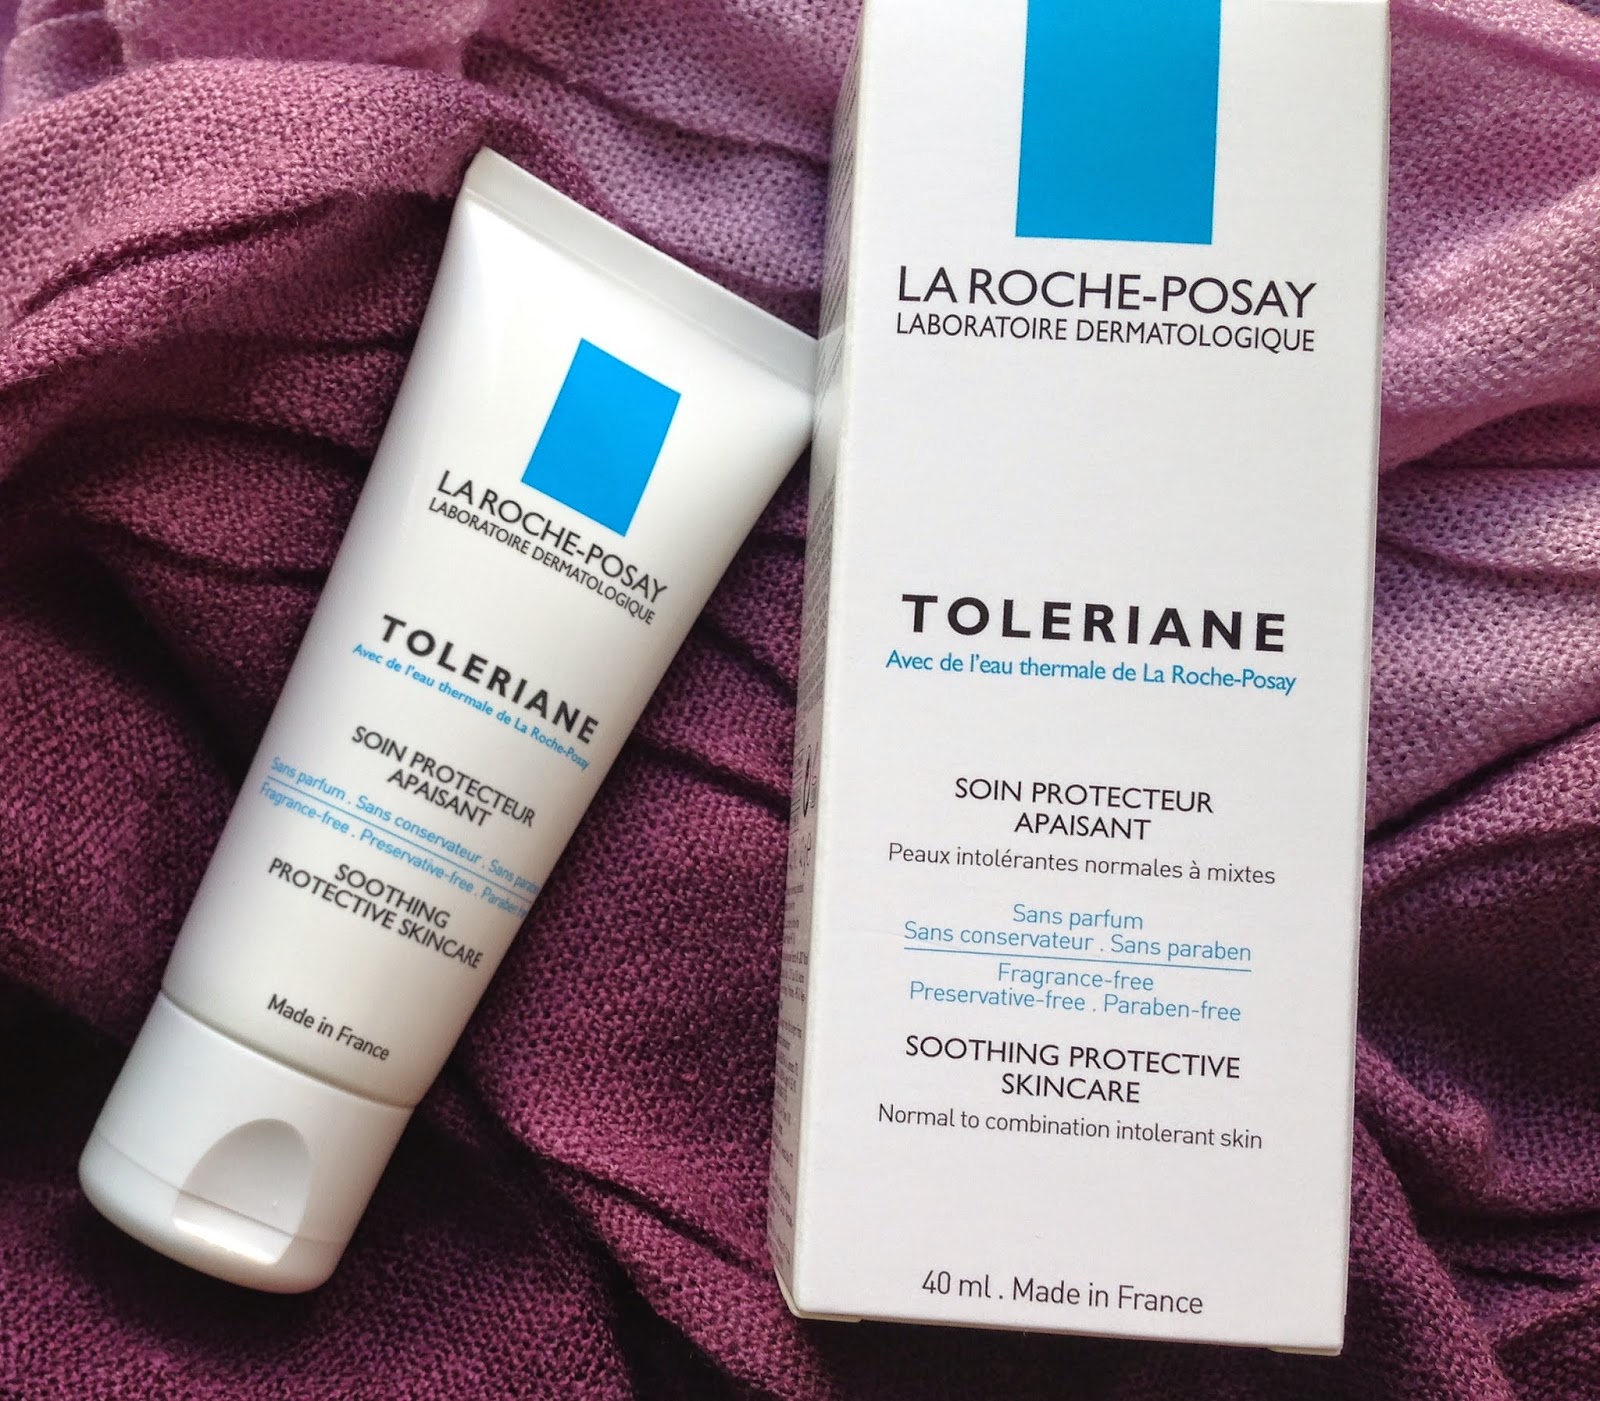 LA ROCHE-POSAY
LABORATOIRE DERMATOLOGIQUE
TOLERIANE
Avec de l'eau thermale de La Roche-Posay
SOIN PROTECTEUR
APAISANT
Sans parfum . Sans conservateur . Sans
Fragrance-free . Preservative-free . Paraben
SOOTHING
PROTECTIVE SKINCARE
Made in France
LA ROCHE-POSAY
LABORATOIRE DERMATOLOGIQUE
TOLERIANE
Avec de l'eau thermale de La Roche-Posay
SOIN PROTECTEUR
APAISANT
Peaux intolérantes normales à mixtes
Sans parfum
Sans conservateur . Sans paraben
Fragrance-free
Preservative-free . Paraben-free
SOOTHING PROTECTIVE
SKINCARE
Normal to combination intolerant skin
40 ml . Made in France